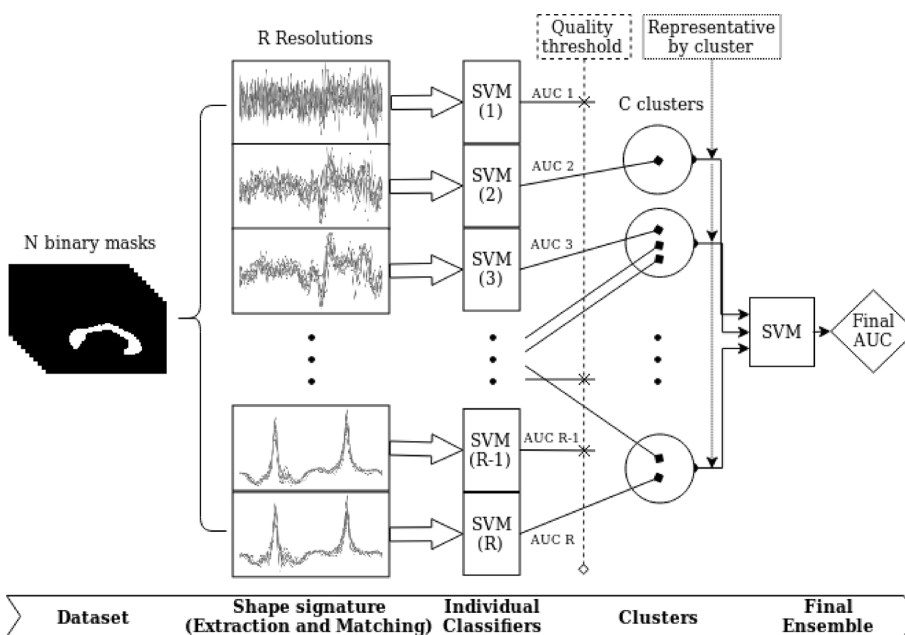 R Resolutions
Quality
threshold
Representative
by cluster
N binary masks
SVM
(1)
AUC 1
C clusters
SVM
(2)
AUC 2
SVM
(3)
AUC 3
SVM
Final
AUC
SVM
(R-1)
AUC R-1
SVM
(R)
AUC R
Dataset
Shape signature
(Extraction and Matching)
Individual
Classifiers
Clusters
Final
Ensemble